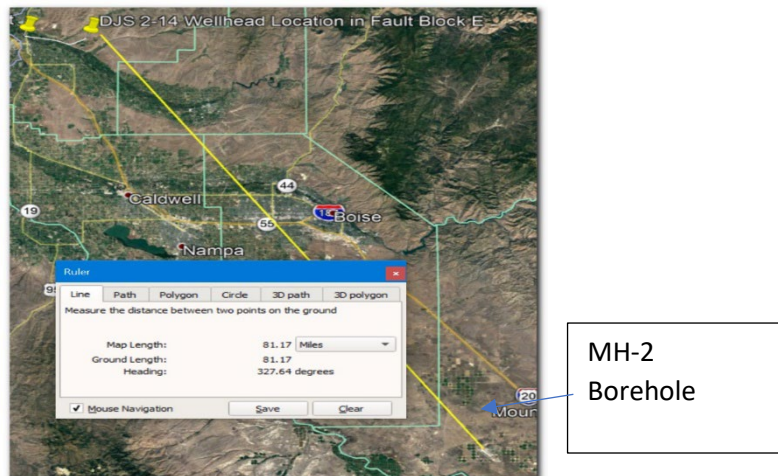 DJS 2-14 Wellhead Location in Fault Block E
44
Caldwell
19
Boise
55
Nampa
Ruler
Line Path Polygon Circle 3D path 3D polygon
Measure the distance between two points on the ground
Map Length: 81.17 Miles
Ground Length: 81.17
Heading: 327.64 degrees
Mouse Navigation Save Clear
20
Moun
MH-2
Borehole